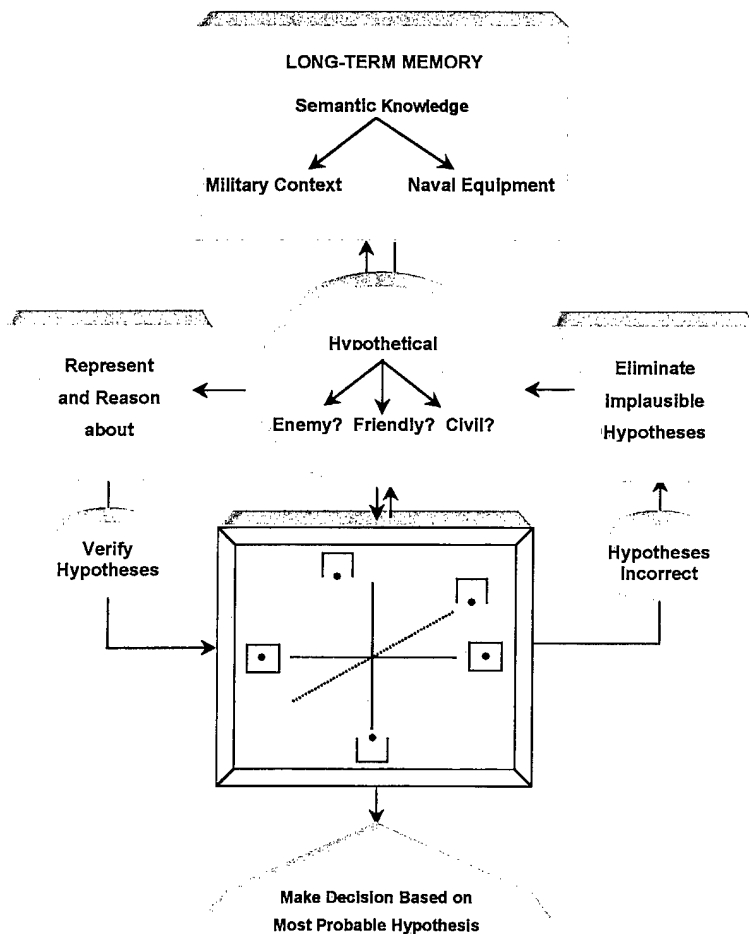 LONG-TERM MEMORY
Semantic Knowledge
Military Context Naval Equipment
Hypothetical
Enemy? Friendly? Civil?
Represent
and Reason
about
Eliminate
Implausible
Hypotheses
Verify
Hypotheses
Hypotheses
Incorrect
Make Decision Based on
Most Probable Hypothesis